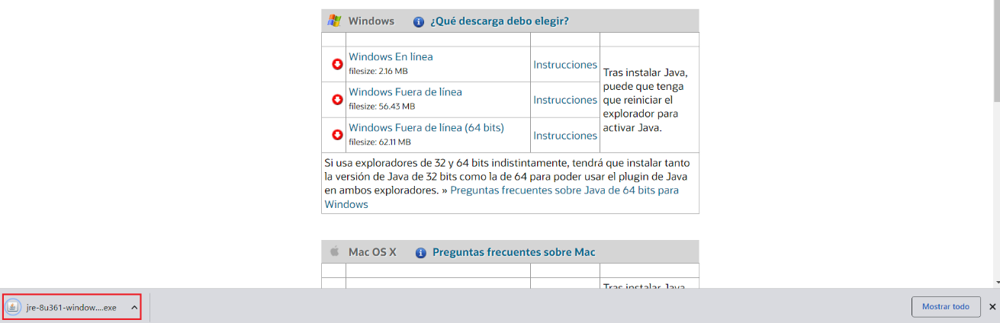 Windows ¿Qué descarga debo elegir?
Windows En línea
filesize: 2.16 MB
Instrucciones
Windows Fuera de línea
filesize: 56.43 MB
Instrucciones
Windows Fuera de línea (64 bits)
filesize: 62.11 MB
Instrucciones
Tras instalar Java,
puede que tenga
que reiniciar el
explorador para
activar Java.
Si usa exploradores de 32 y 64 bits indistintamente, tendrá que instalar tanto
la versión de Java de 32 bits como la de 64 para poder usar el plugin de Java
en ambos exploradores. » Preguntas frecuentes sobre Java de 64 bits para
Windows
Mac OS X Preguntas frecuentes sobre Mac
Tras instalar Java
jre-8u361-window....exe
Mostrar todo